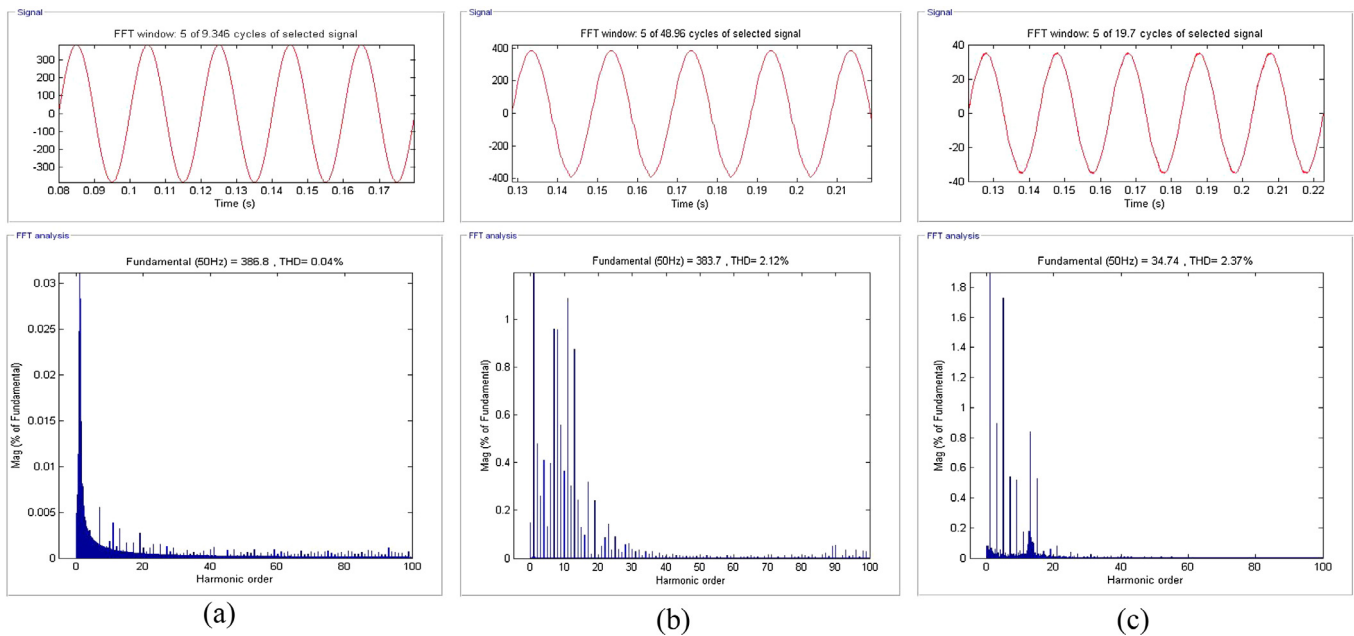 Signal
FFT window: 5 of 9.346 cycles of selected signal
300
200
100
0
-100
-200
-300
0.08 0.09 0.1 0.11 0.12 0.13 0.14 0.15 0.16 0.17
Time (s)
FFT analysis
Fundamental (50Hz) = 386.8 , THD= 0.04%
Mag (% of Fundamental)
0.03
0.025
0.02
0.015
0.01
0.005
0
0 20 40 60 80 100
Harmonic order
(a)
Signal
FFT window: 5 of 48.96 cycles of selected signal
400
200
0
-200
-400
0.13 0.14 0.15 0.16 0.17 0.18 0.19 0.2 0.21
Time (s)
FFT analysis
Fundamental (50Hz) = 383.7 , THD= 2.12%
Mag (% of Fundamental)
1
0.8
0.6
0.4
0.2
0
0 10 20 30 40 50 60 70 80 90 100
Harmonic order
(b)
Signal
FFT window: 5 of 19.7 cycles of selected signal
40
20
0
-20
-40
0.13 0.14 0.15 0.16 0.17 0.18 0.19 0.2 0.21 0.22
Time (s)
FFT analysis
Fundamental (50Hz) = 34.74 , THD= 2.37%
Mag (% of Fundamental)
1.8
1.6
1.4
1.2
1
0.8
0.6
0.4
0.2
0
0 20 40 60 80 100
Harmonic order
(c)